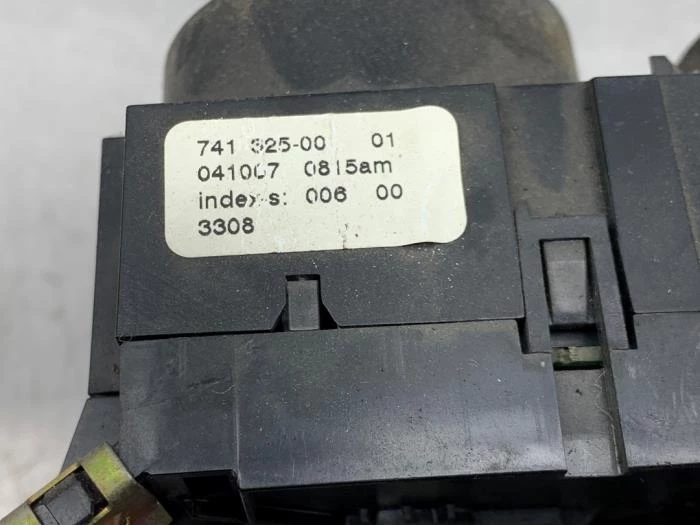 741 325-00 01
041007 0815am
index s: 006 00
3308